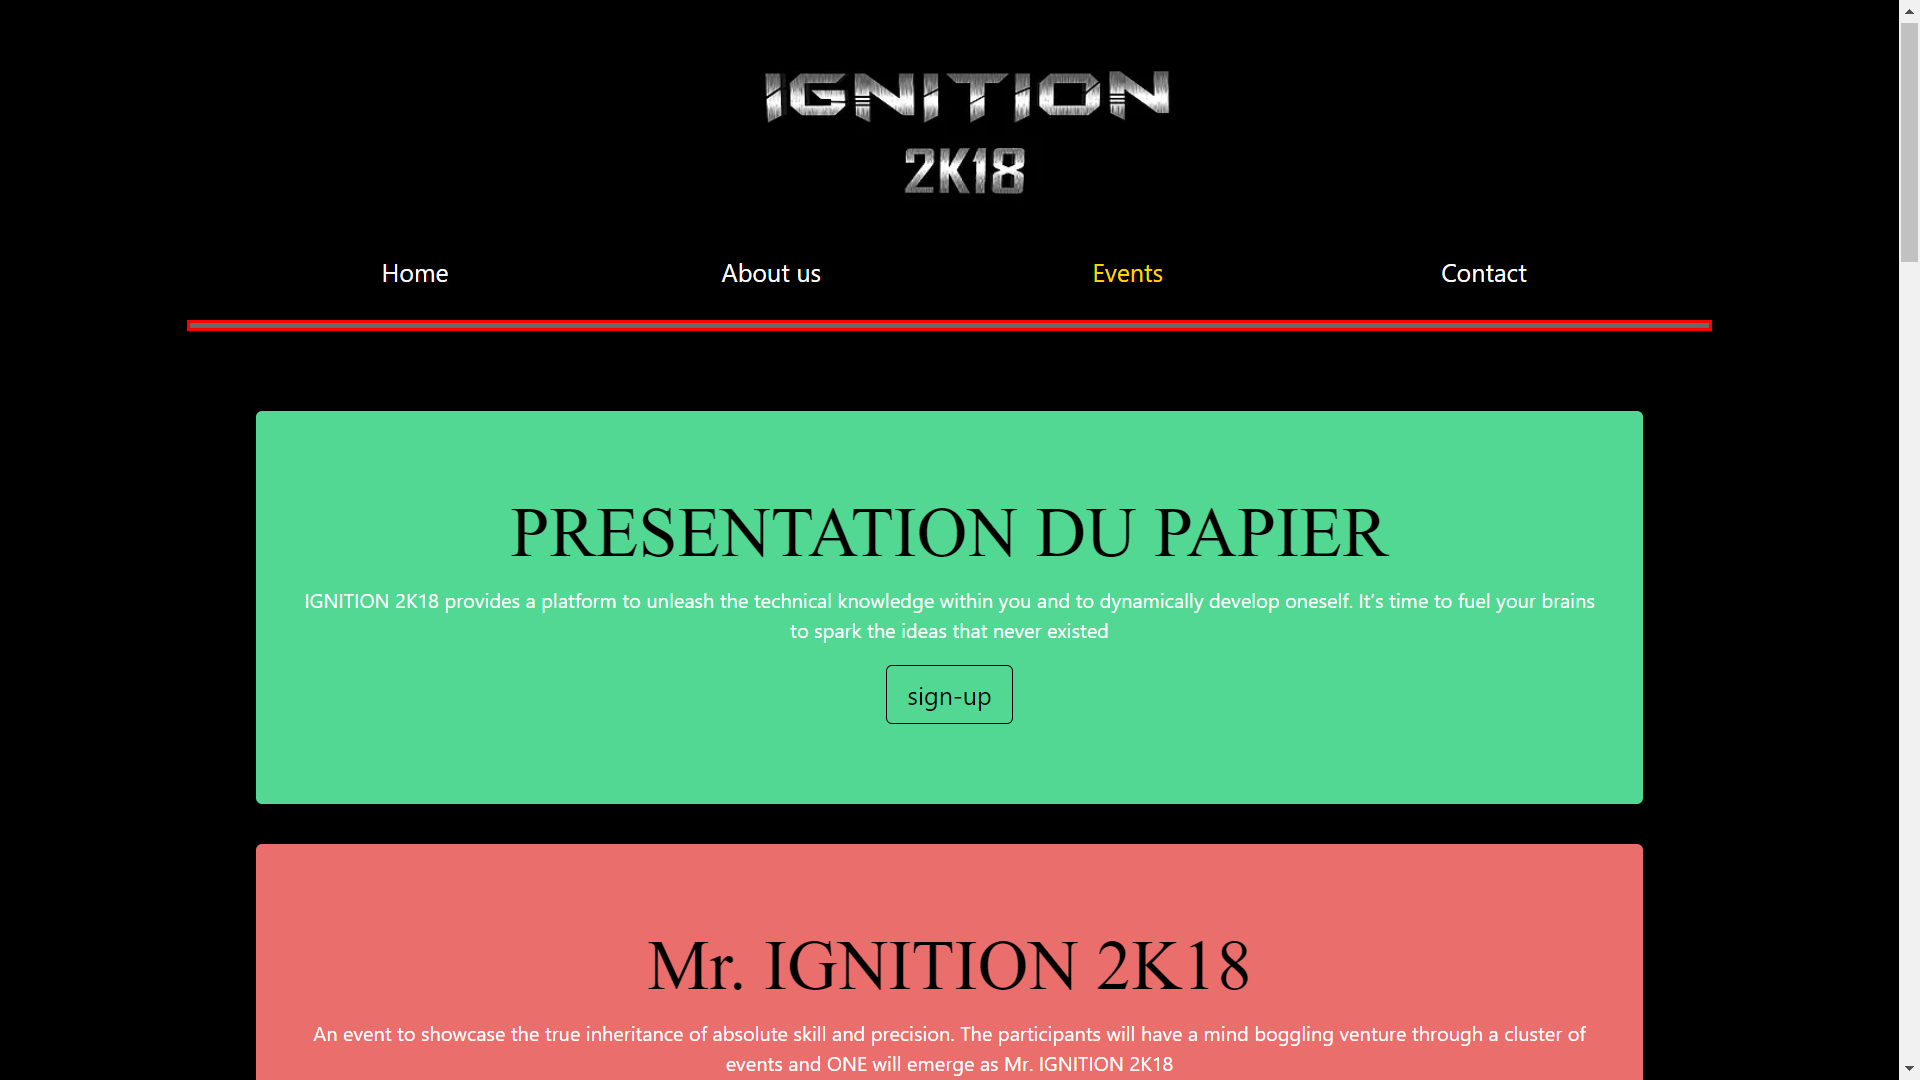 IGNITION
2K18
Home
About us
Events
Contact
PRESENTATION DU PAPIER
IGNITION 2K18 provides a platform to unleash the technical knowledge within you and to dynamically develop oneself. It’s time to fuel your brains
to spark the ideas that never existed
sign-up
Mr. IGNITION 2K18
An event to showcase the true inheritance of absolute skill and precision. The participants will have a mind boggling venture through a cluster of
events and ONE will emerge as Mr. IGNITION 2K18